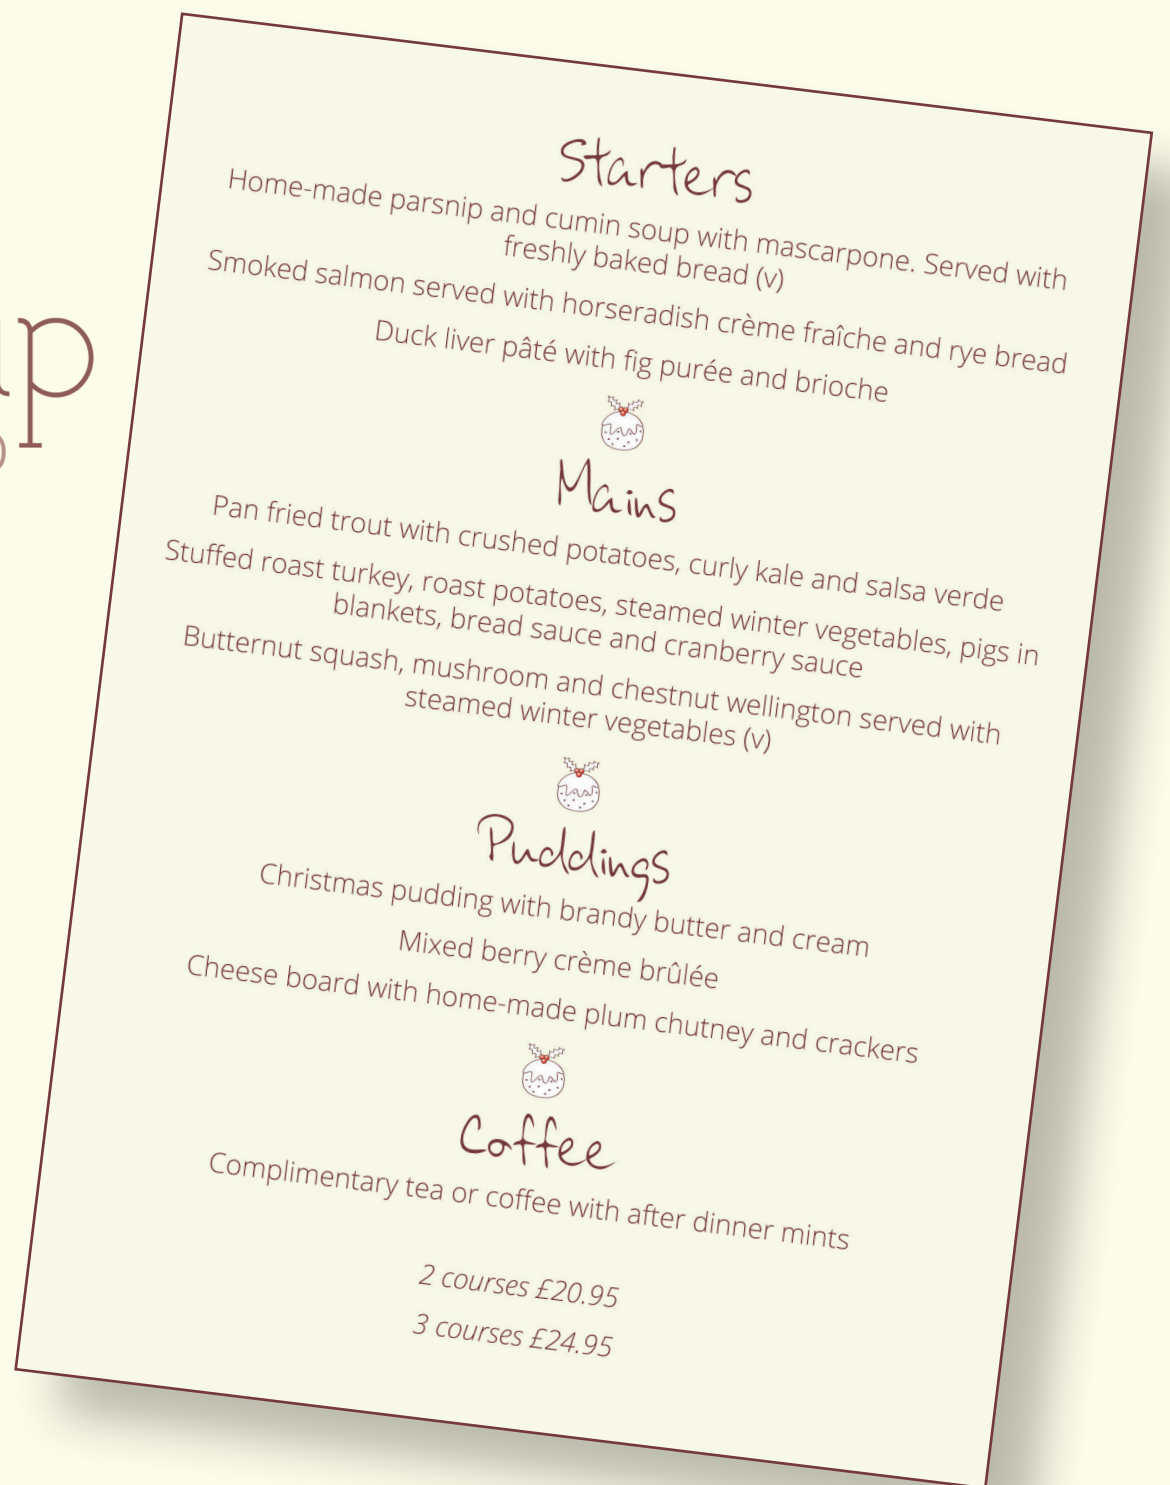 Starters
Home-made parsnip and cumin soup with mascarpone. Served with
freshly baked bread (v)
Smoked salmon served with horseradish crème fraîche and rye bread
Duck liver pâté with fig purée and brioche
Mains
Pan fried trout with crushed potatoes, curly kale and salsa verde
Stuffed roast turkey, roast potatoes, steamed winter vegetables, pigs in
blankets, bread sauce and cranberry sauce
Butternut squash, mushroom and chestnut wellington served with
steamed winter vegetables (v)
Puddings
Christmas pudding with brandy butter and cream
Mixed berry crème brûlée
Cheese board with home-made plum chutney and crackers
Coffee
Complimentary tea or coffee with after dinner mints
2 courses £20.95
3 courses £24.95